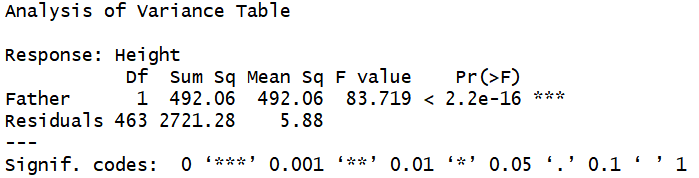 Analysis of Variance Table
Response: Height
Df Sum Sq Mean Sq F value Pr(>F)
Father 1 492.06 492.06 83.719 < 2.2e-16 ***
Residuals 463 2721.28 5.88
---
Signif. codes: 0 ‘***’ 0.001 ‘**’ 0.01 ‘*’ 0.05 ‘.’ 0.1 ‘ ’ 1